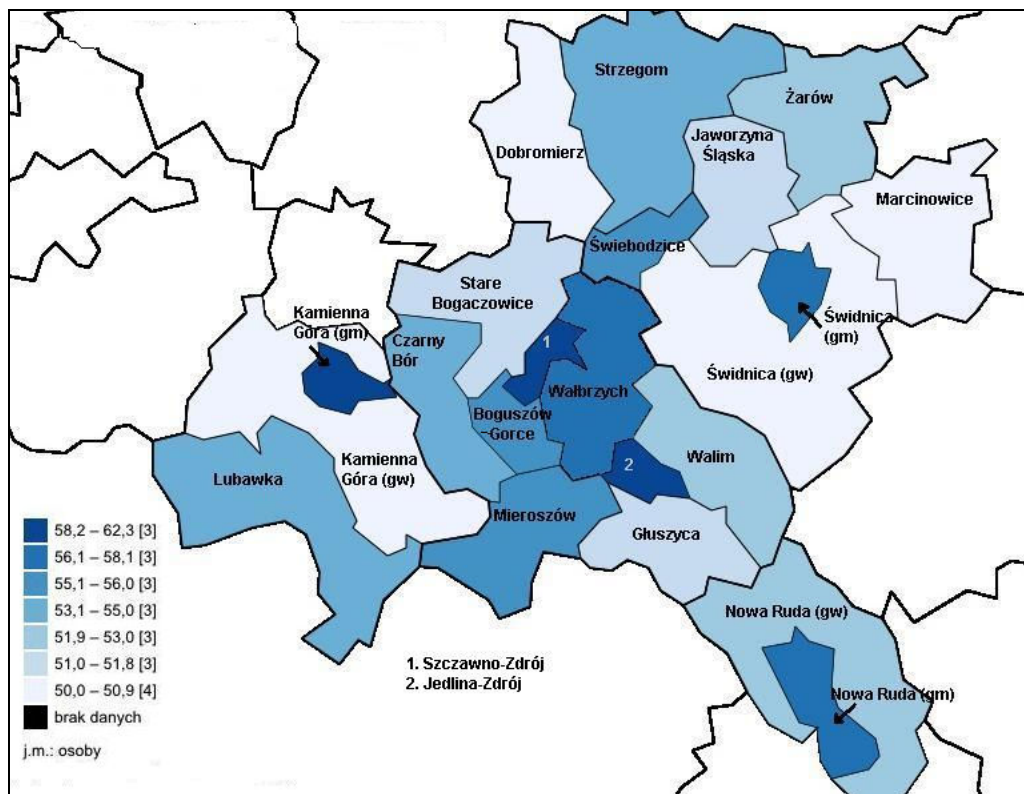 Strzegom
Żarów
Jaworzyna
Śląska
Dobromierz
Marcinowice
Świebodzice
Stare
Bogaczowice
Kamienna
Góra (gm)
Świdnica
(gm)
Czarny
Bór
1
Świdnica (gw)
Wałbrzych
Boguszów
-Gorce
Walim
2
Kamienna
Góra (gw)
Lubawka
Mieroszów
Głuszyca
58,2 – 62,3 [3]
56,1 – 58,1 [3]
55,1 – 56,0 [3]
53,1 – 55,0 [3]
51,9 – 53,0 [3]
51,0 – 51,8 [3]
50,0 – 50,9 [4]
brak danych
j.m.: osoby
Nowa Ruda (gw)
1. Szczawno-Zdrój
2. Jedlina-Zdrój
Nowa Ruda (gm)